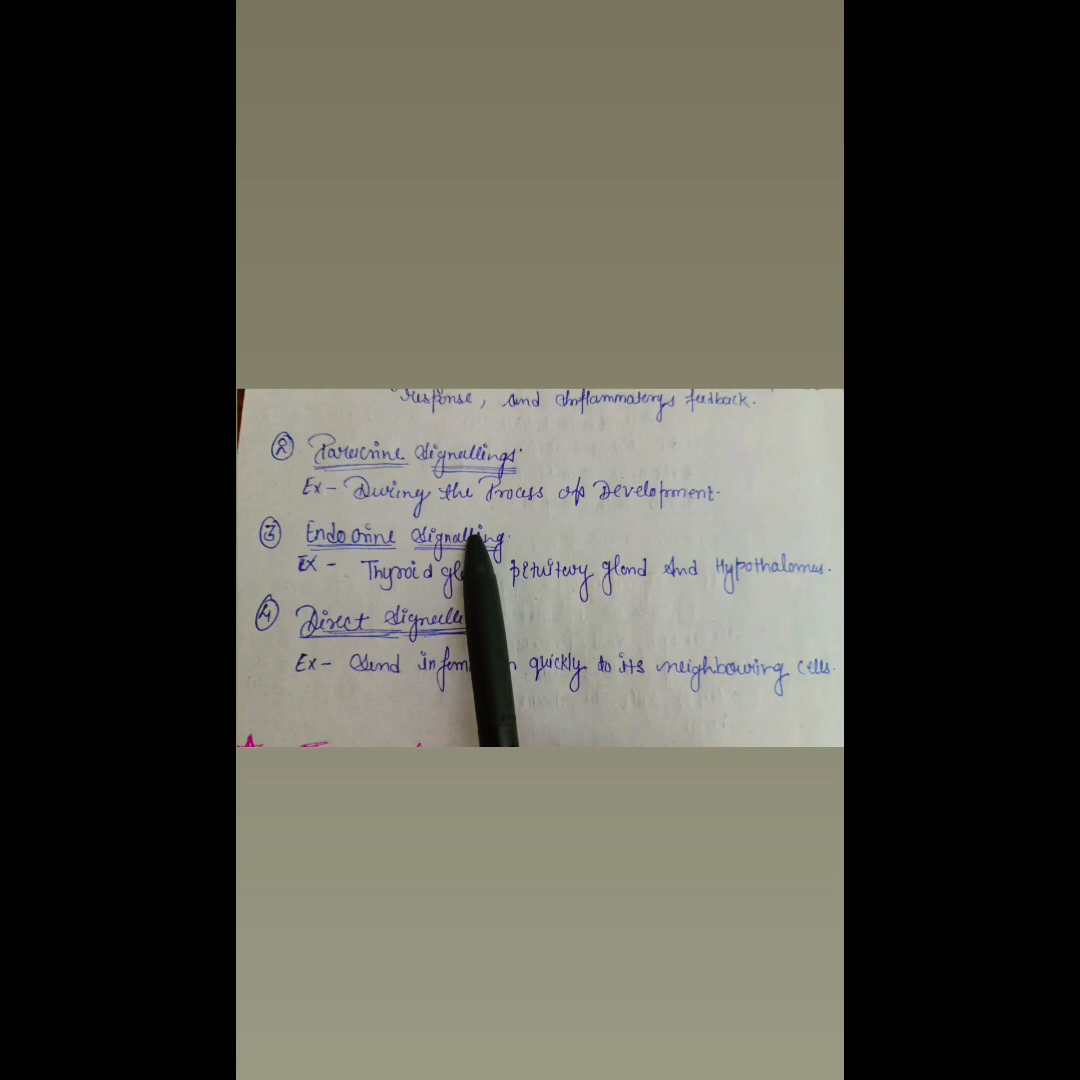 response, and Inflammatorys feedback.
② Paracrine Signallings.
Ex - During the Process of Development.
③ Endocrine Signalling.
Ex - Thyroid pituitary gland and Hypothalamus.
④ Direct
Ex - Send quickly to its neighbouring cells.